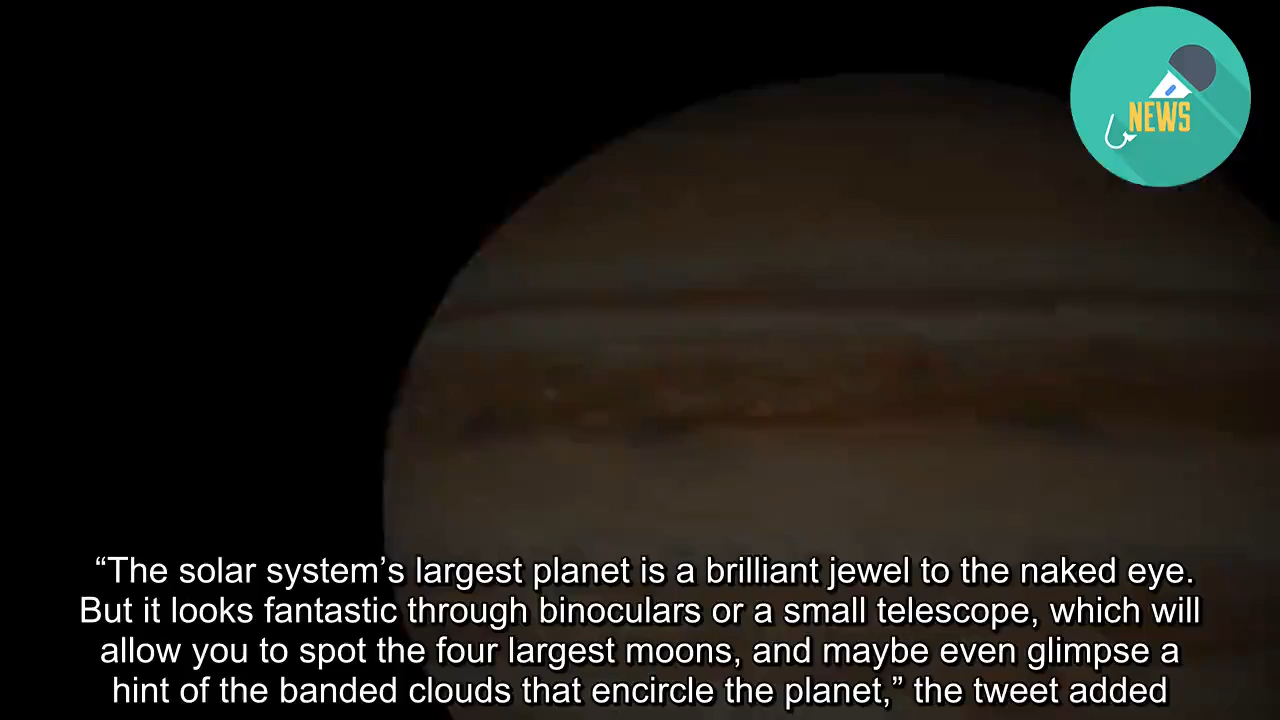 NEWS
“The solar system’s largest planet is a brilliant jewel to the naked eye.
But it looks fantastic through binoculars or a small telescope, which will
allow you to spot the four largest moons, and maybe even glimpse a
hint of the banded clouds that encircle the planet,” the tweet added